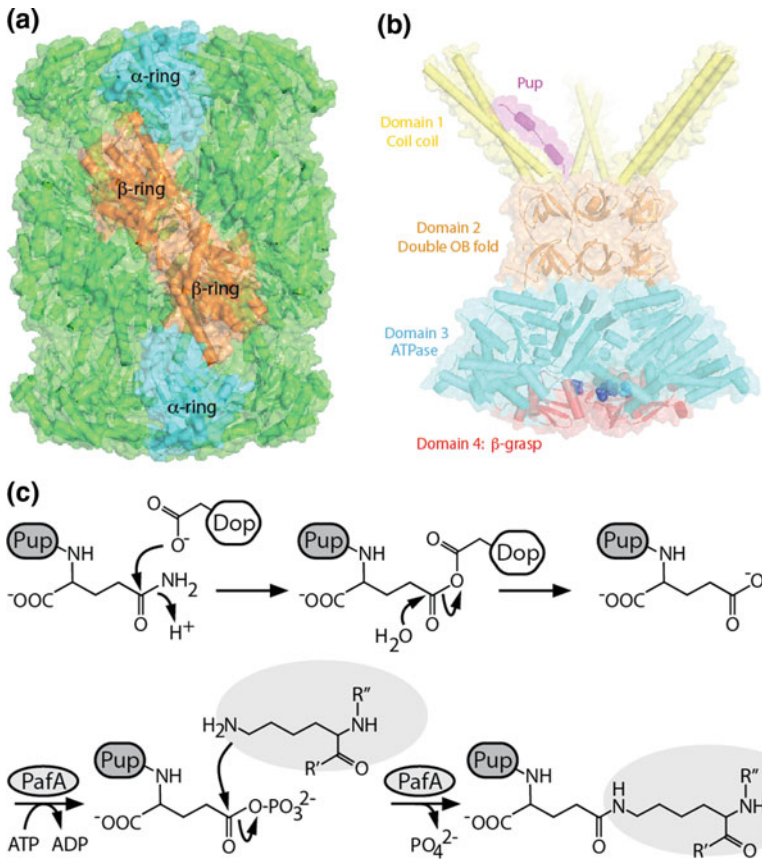 (a)
α-ring
β-ring
β-ring
α-ring
(b)
Pup
Domain 1
Coil coil
Domain 2
Double OB fold
Domain 3
ATPase
Domain 4: β-grasp
(c)
Pup
NH
⁻OOC
O
NH₂
H⁺
O
O⁻
Dop
Pup
NH
⁻OOC
O
O
O
Dop
H₂O
Pup
NH
⁻OOC
O
O⁻
PafA
ATP
ADP
Pup
NH
⁻OOC
O
O-PO₃²⁻
H₂N
R''
NH
R'
O
PafA
PO₄²⁻
Pup
NH
⁻OOC
O
H
N
R''
NH
R'
O